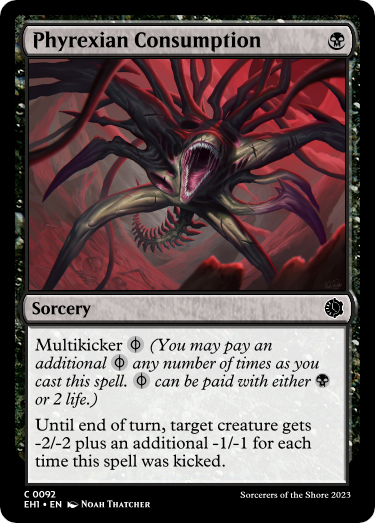 Phyrexian Consumption
Sorcery
Multikicker (You may pay an
additional any number of times as you
cast this spell. can be paid with either
or 2 life.)
Until end of turn, target creature gets
-2/-2 plus an additional -1/-1 for each
time this spell was kicked.
C 0092
EH1 • EN Noah Thatcher
Sorcerers of the Shore 2023